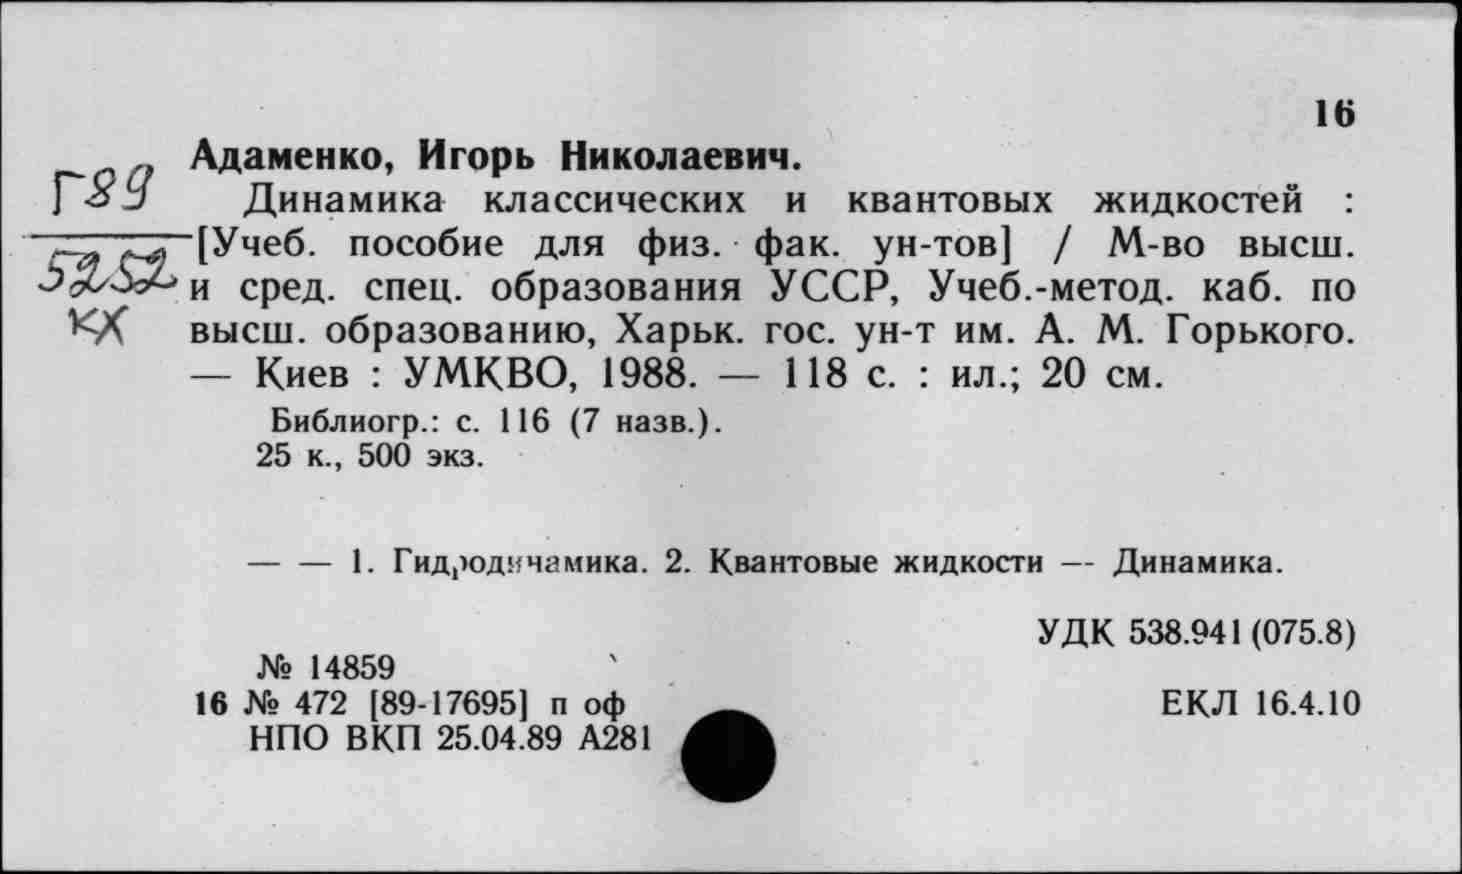 16
Адаменко, Игорь Николаевич.
Г89
Динамика классических и квантовых жидкостей :
[Учеб. пособие для физ. фак. ун-тов] / М-во высш.
5252
и сред. спец. образования УССР, Учеб.-метод. каб. по
КХ
высш. образованию, Харьк. гос. ун-т им. А. М. Горького.
— Киев : УМКВО, 1988. — 118 с. : ил.; 20 см.
Библиогр.: с. 116 (7 назв.).
25 к., 500 экз.
— — 1. Гидродинамика. 2. Квантовые жидкости — Динамика.
УДК 538.941 (075.8)
№ 14859
16 № 472 [89-17695] п оф
ЕКЛ 16.4.10
НПО ВКП 25.04.89 А281